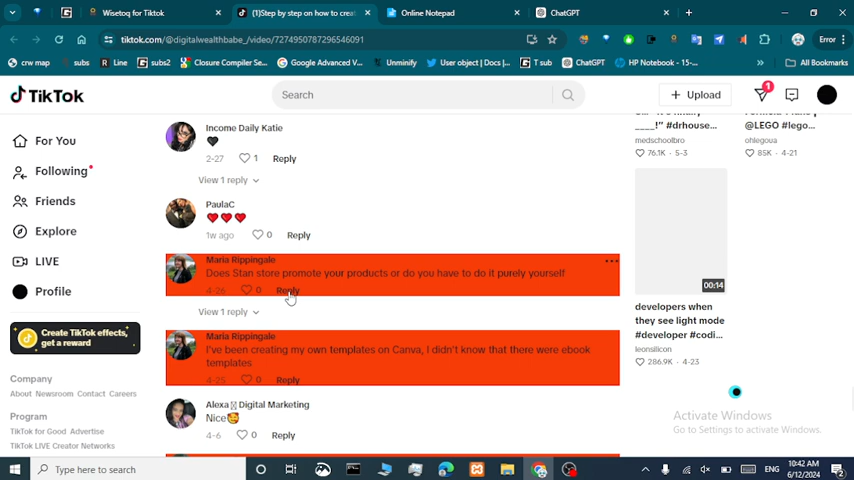 Wisetoq for Tiktok
(1)Step by step on how to creat
Online Notepad
ChatGPT
tiktok.com/@digitalwealthbabe_/video/7274950787296546091
Error
crw map
subs
Line
subs2
Closure Compiler Se...
Google Advanced V...
Unminify
User object | Docs |...
T sub
ChatGPT
HP Notebook - 15-...
All Bookmarks
TikTok
Search
Upload
1
For You
Following
Friends
Explore
LIVE
Profile
Create TikTok effects,
get a reward
Company
About Newsroom Contact Careers
Program
TikTok for Good Advertise
TikTok LIVE Creator Networks
Income Daily Katie
🖤
2-27 1 Reply
View 1 reply
PaulaC
❤️❤️❤️
1w ago 0 Reply
Maria Rippingale
Does Stan store promote your products or do you have to do it purely yourself
4-26 0 Reply
View 1 reply
Maria Rippingale
I've been creating my own templates on Canva, I didn't know that there were ebook
templates
4-25 0 Reply
Alexa Digital Marketing
Nice🥰
4-6 0 Reply
____!" #drhouse...
medschoolbro
76.1K · 5-3
@LEGO #lego...
ohlegoua
85K · 4-21
00:14
developers when
they see light mode
#developer #codi...
leonsilicon
286.9K · 4-23
Activate Windows
Go to Settings to activate Windows.
Type here to search
ENG
10:42 AM
6/12/2024
2